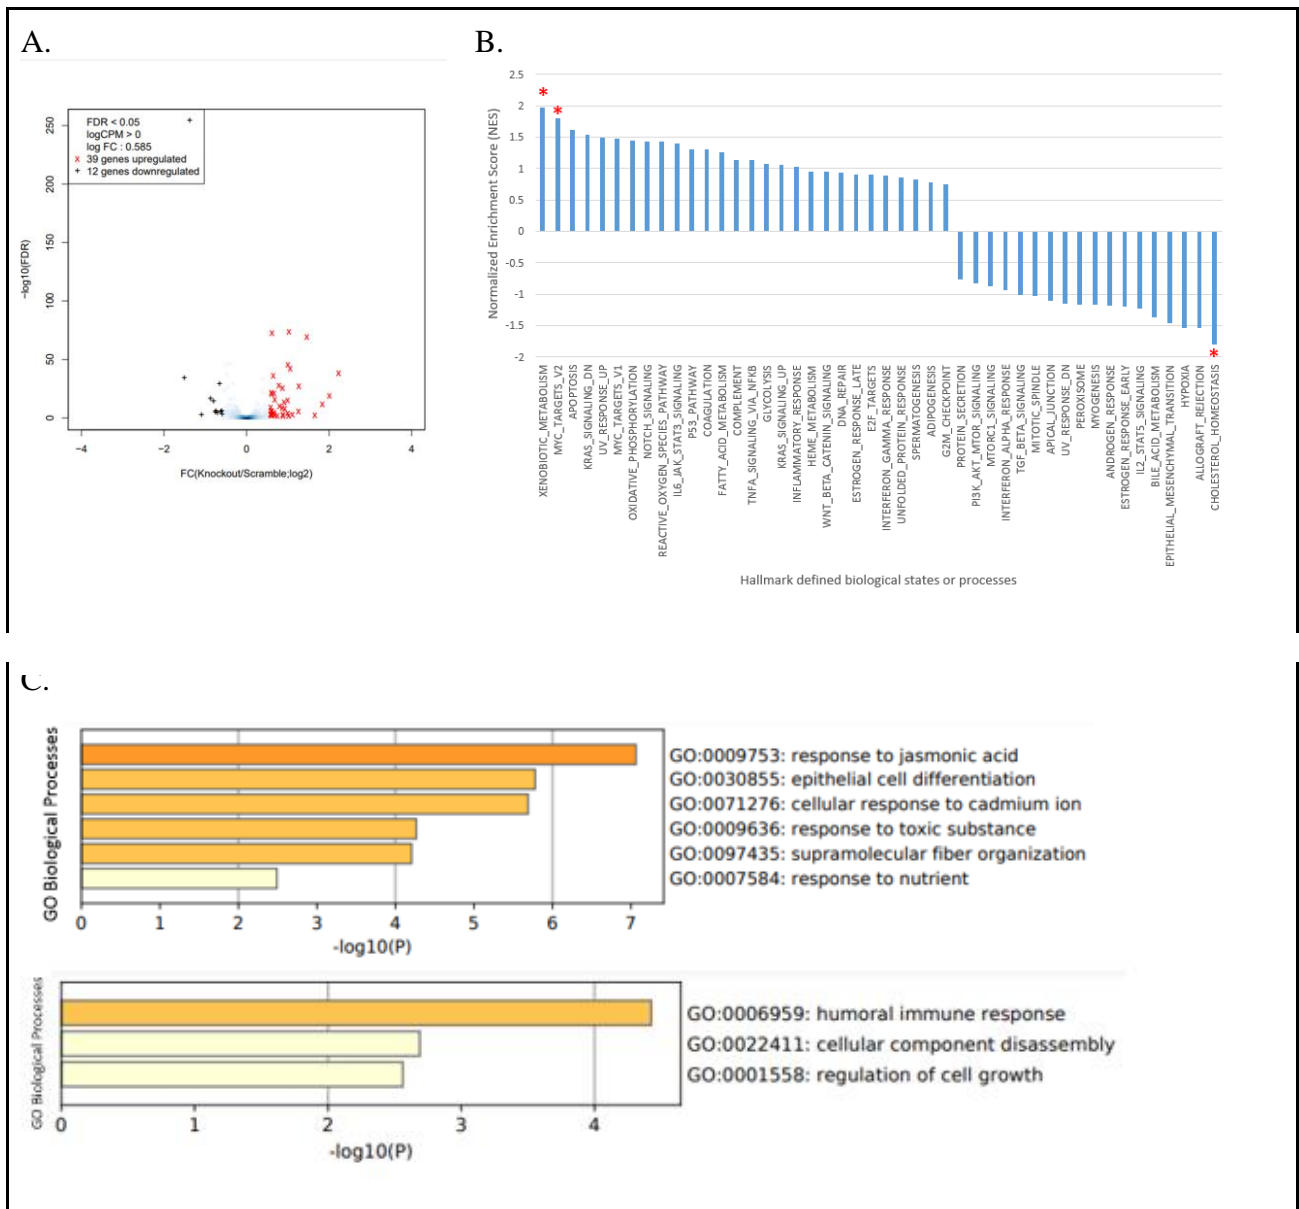 A.
B.
FDR < 0.05
logCPM > 0
log FC : 0.585
x 39 genes upregulated
+ 12 genes downregulated
250
200
150
100
50
0
−log10(FDR)
−4
−2
0
2
4
FC(Knockout/Scramble;log2)
2.5
2
1.5
1
0.5
0
-0.5
-1
-1.5
-2
Normalized Enrichment Score (NES)
*
*
*
XENOBIOTIC_METABOLISM
MYC_TARGETS_V2
APOPTOSIS
KRAS_SIGNALING_DN
UV_RESPONSE_UP
MYC_TARGETS_V1
OXIDATIVE_PHOSPHORYLATION
NOTCH_SIGNALING
REACTIVE_OXYGEN_SPECIES_PATHWAY
IL6_JAK_STAT3_SIGNALING
P53_PATHWAY
COAGULATION
FATTY_ACID_METABOLISM
COMPLEMENT
TNFA_SIGNALING_VIA_NFKB
GLYCOLYSIS
KRAS_SIGNALING_UP
INFLAMMATORY_RESPONSE
HEME_METABOLISM
WNT_BETA_CATENIN_SIGNALING
DNA_REPAIR
ESTROGEN_RESPONSE_LATE
E2F_TARGETS
INTERFERON_GAMMA_RESPONSE
UNFOLDED_PROTEIN_RESPONSE
SPERMATOGENESIS
ADIPOGENESIS
G2M_CHECKPOINT
PROTEIN_SECRETION
PI3K_AKT_MTOR_SIGNALING
MTORC1_SIGNALING
INTERFERON_ALPHA_RESPONSE
TGF_BETA_SIGNALING
MITOTIC_SPINDLE
APICAL_JUNCTION
UV_RESPONSE_DN
PEROXISOME
MYOGENESIS
ANDROGEN_RESPONSE
ESTROGEN_RESPONSE_EARLY
IL2_STAT5_SIGNALING
BILE_ACID_METABOLISM
EPITHELIAL_MESENCHYMAL_TRANSITION
HYPOXIA
ALLOGRAFT_REJECTION
CHOLESTEROL_HOMEOSTASIS
Hallmark defined biological states or processes
C.
GO Biological Processes
GO:0009753: response to jasmonic acid
GO:0030855: epithelial cell differentiation
GO:0071276: cellular response to cadmium ion
GO:0009636: response to toxic substance
GO:0097435: supramolecular fiber organization
GO:0007584: response to nutrient
0 1 2 3 4 5 6 7
-log10(P)
GO Biological Processes
GO:0006959: humoral immune response
GO:0022411: cellular component disassembly
GO:0001558: regulation of cell growth
0 1 2 3 4
-log10(P)